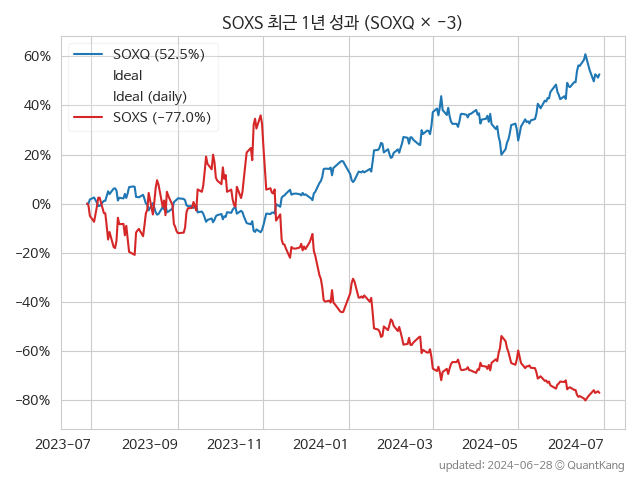 SOXS 최근 1년 성과 (SOXQ × −3)
SOXQ (52.5%)
Ideal
Ideal (daily)
SOXS (−77.0%)
60%
40%
20%
0%
−20%
−40%
−60%
−80%
2023-07
2023-09
2023-11
2024-01
2024-03
2024-05
2024-07
updated: 2024-06-28 © QuantKang